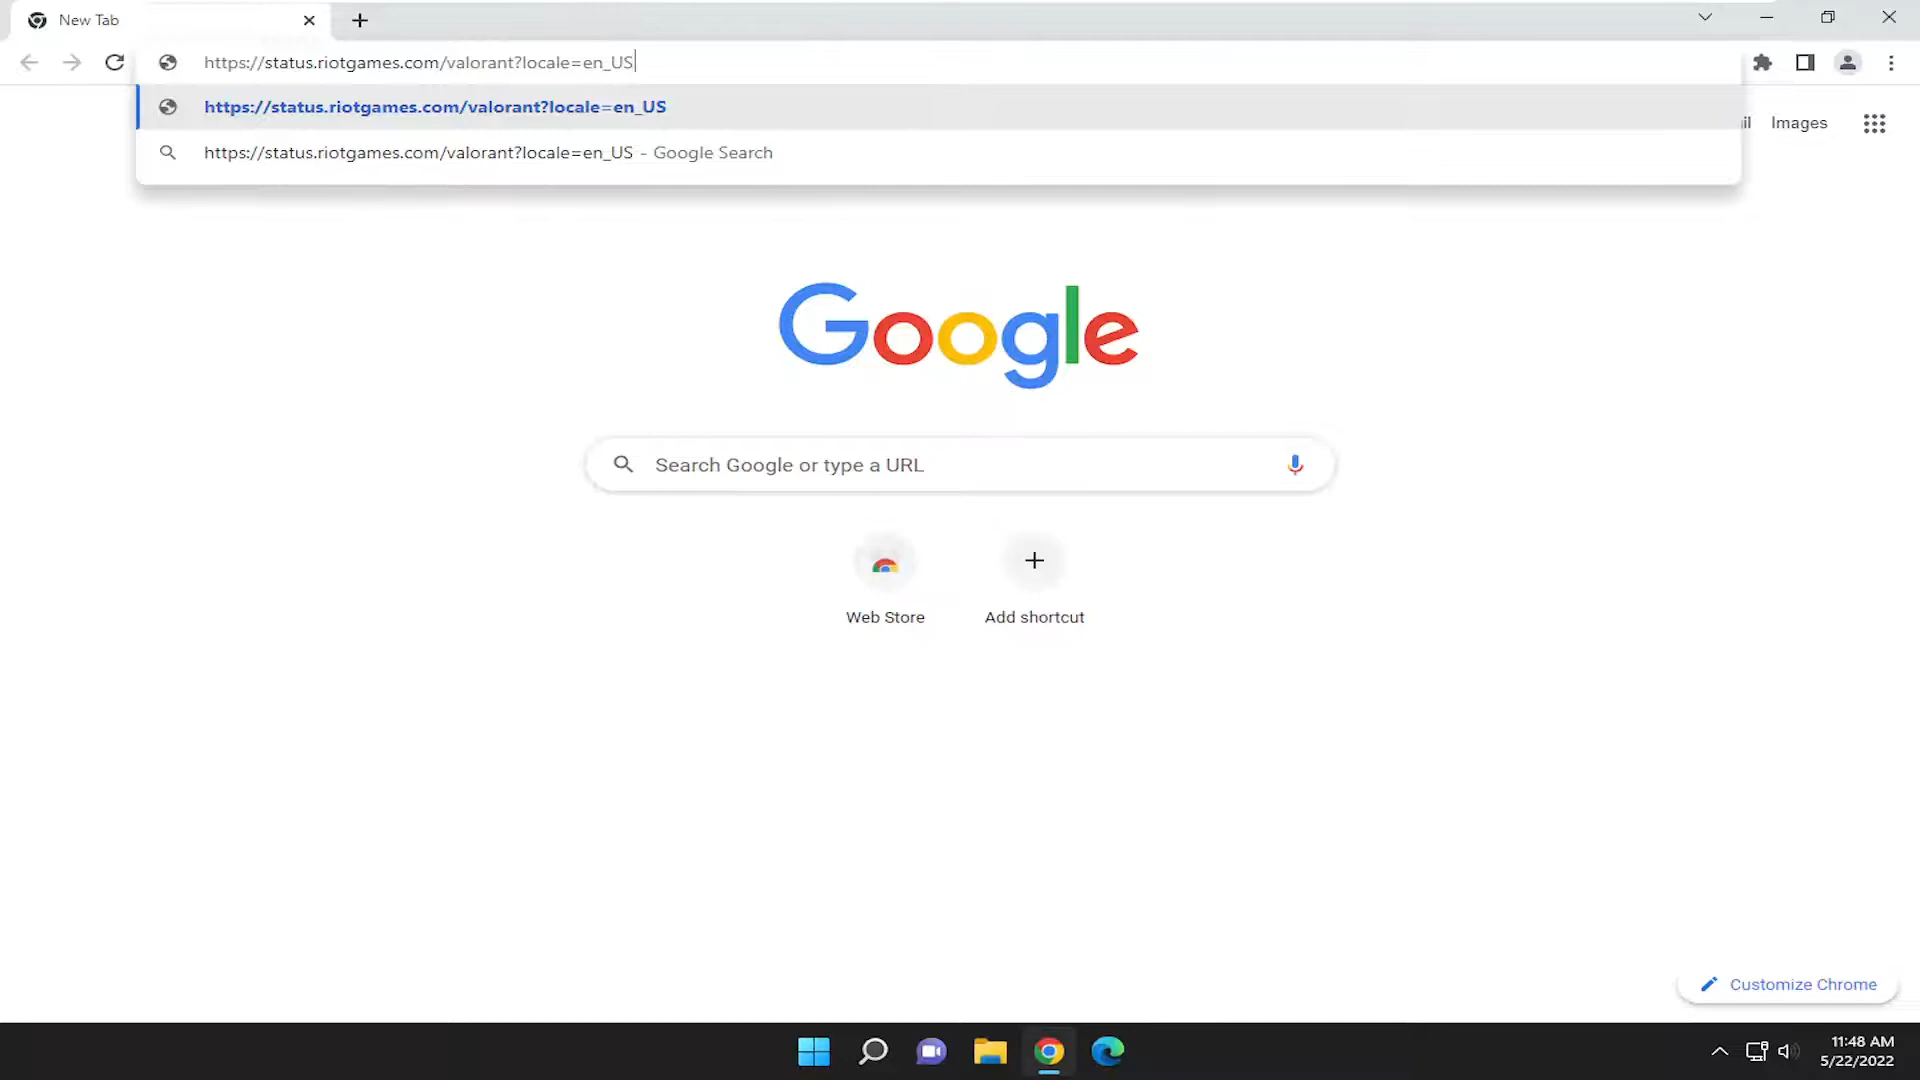 New Tab
https://status.riotgames.com/valorant?locale=en_US
https://status.riotgames.com/valorant?locale=en_US
https://status.riotgames.com/valorant?locale=en_US - Google Search
Images
Google
Search Google or type a URL
Web Store
Add shortcut
Customize Chrome
11:48 AM
5/22/2022